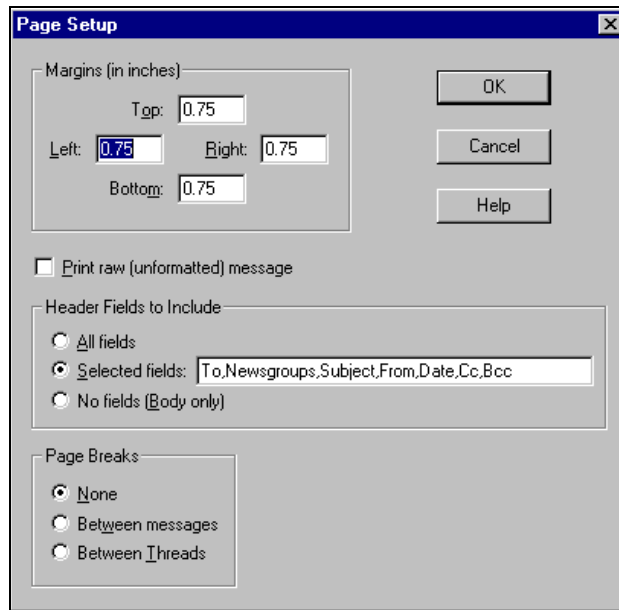 Page Setup
Margins (in inches)
Top: 0.75
Left: 0.75 Right: 0.75
Bottom: 0.75
OK
Cancel
Help
Print raw (unformatted) message
Header Fields to Include
All fields
Selected fields: To,Newsgroups,Subject,From,Date,Cc,Bcc
No fields (Body only)
Page Breaks
None
Between messages
Between Threads